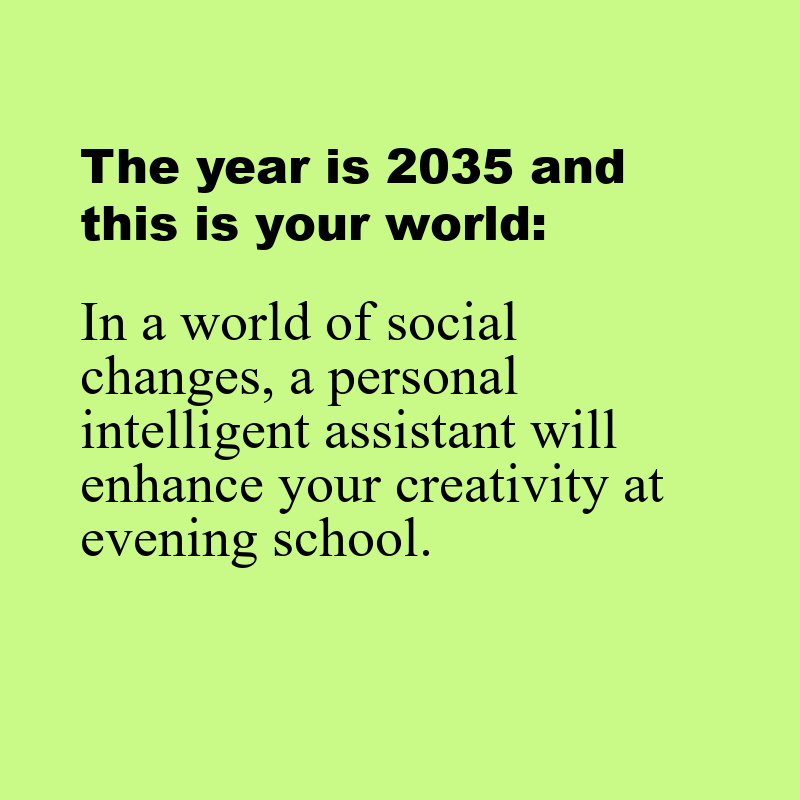 The year is 2035 and
this is your world:
In a world of social
changes, a personal
intelligent assistant will
enhance your creativity at
evening school.